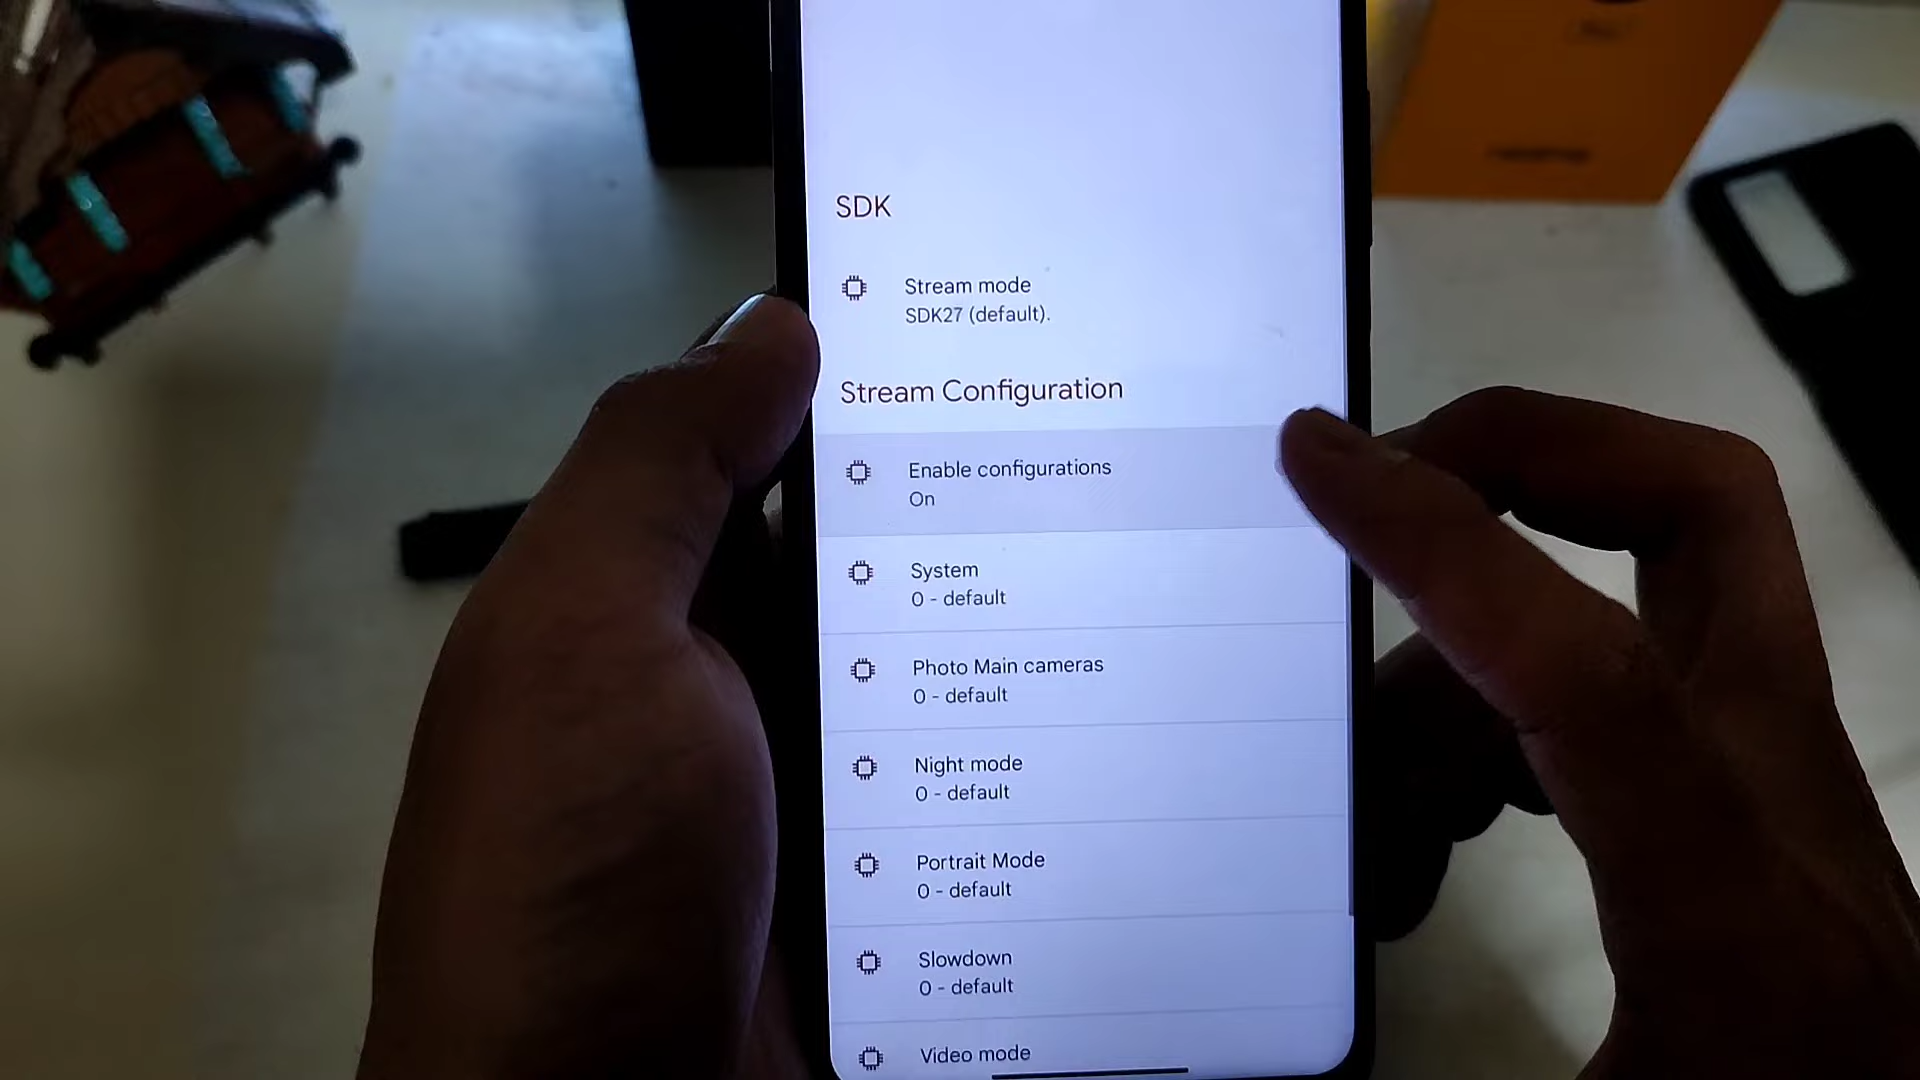 SDK
Stream mode
SDK27 (default).
Stream Configuration
Enable configurations
On
System
0 - default
Photo Main cameras
0 - default
Night mode
0 - default
Portrait Mode
0 - default
Slowdown
0 - default
Video mode